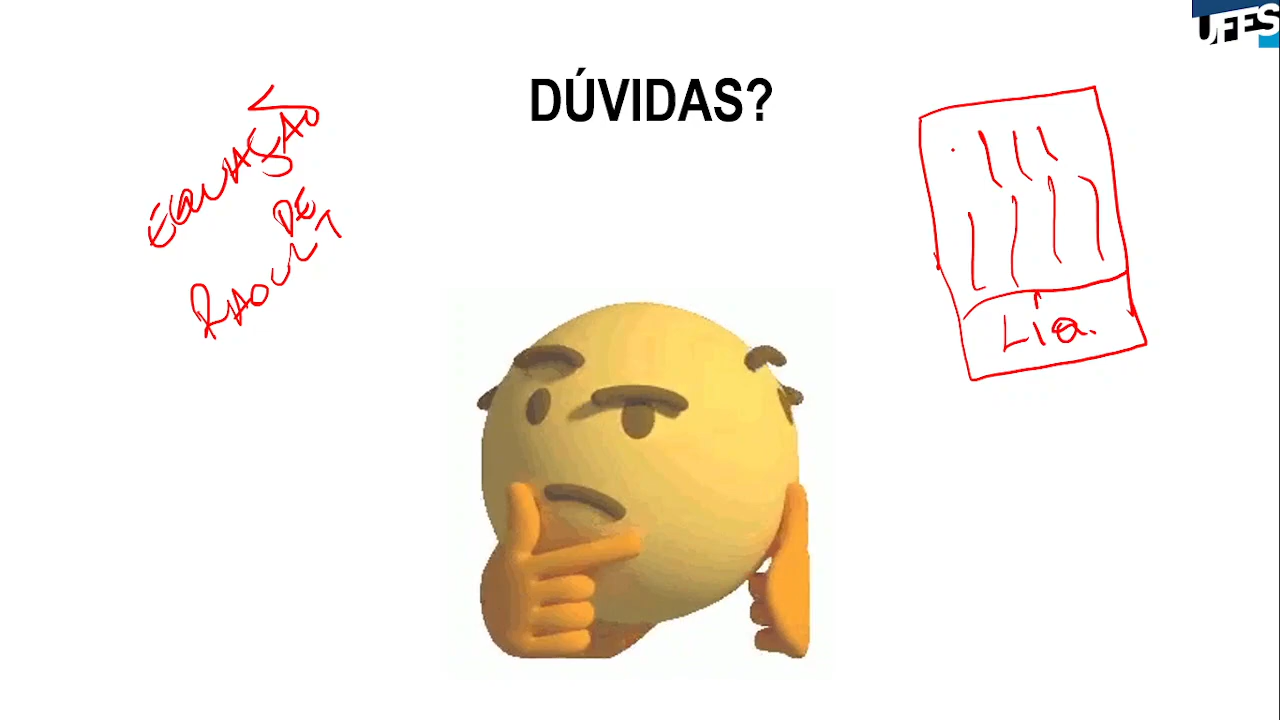 UFES
DÚVIDAS?
EQUAÇÃO
DE
RAOULT
LIQ.